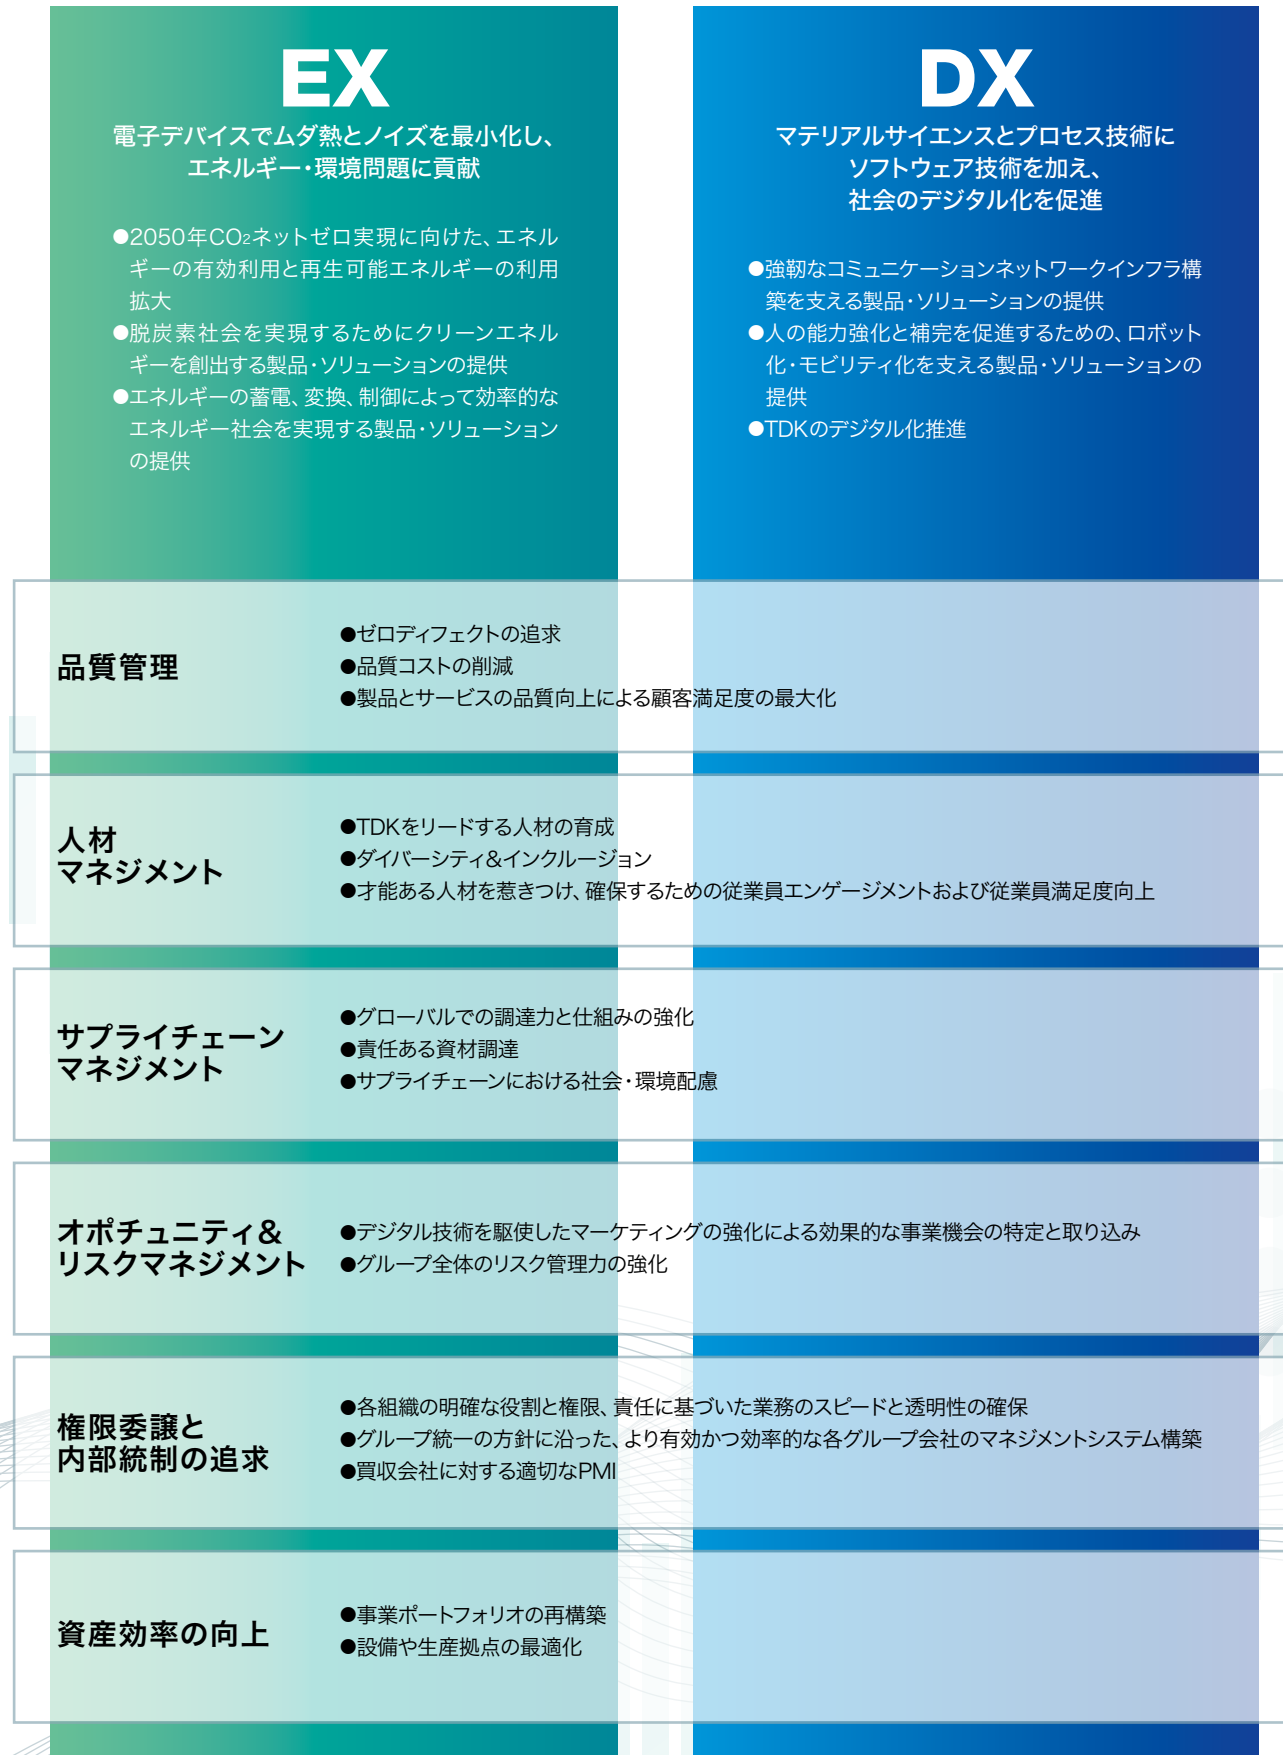 EX
電子デバイスでムダ熱とノイズを最小化し、
エネルギー・環境問題に貢献
●2050年CO₂ネットゼロ実現に向けた、エネル
ギーの有効利用と再生可能エネルギーの利用
拡大
●脱炭素社会を実現するためにクリーンエネル
ギーを創出する製品・ソリューションの提供
●エネルギーの蓄電、変換、制御によって効率的な
エネルギー社会を実現する製品・ソリューション
の提供
DX
マテリアルサイエンスとプロセス技術に
ソフトウェア技術を加え、
社会のデジタル化を促進
●強靭なコミュニケーションネットワークインフラ構
築を支える製品・ソリューションの提供
●人の能力強化と補完を促進するための、ロボット
化・モビリティ化を支える製品・ソリューションの
提供
●TDKのデジタル化推進
品質管理
●ゼロディフェクトの追求
●品質コストの削減
●製品とサービスの品質向上による顧客満足度の最大化
人材
マネジメント
●TDKをリードする人材の育成
●ダイバーシティ&インクルージョン
●才能ある人材を惹きつけ、確保するための従業員エンゲージメントおよび従業員満足度向上
サプライチェーン
マネジメント
●グローバルでの調達力と仕組みの強化
●責任ある資材調達
●サプライチェーンにおける社会・環境配慮
オポチュニティ&
リスクマネジメント
●デジタル技術を駆使したマーケティングの強化による効果的な事業機会の特定と取り込み
●グループ全体のリスク管理力の強化
権限委譲と
内部統制の追求
●各組織の明確な役割と権限、責任に基づいた業務のスピードと透明性の確保
●グループ統一の方針に沿った、より有効かつ効率的な各グループ会社のマネジメントシステム構築
●買収会社に対する適切なPMI
資産効率の向上
●事業ポートフォリオの再構築
●設備や生産拠点の最適化